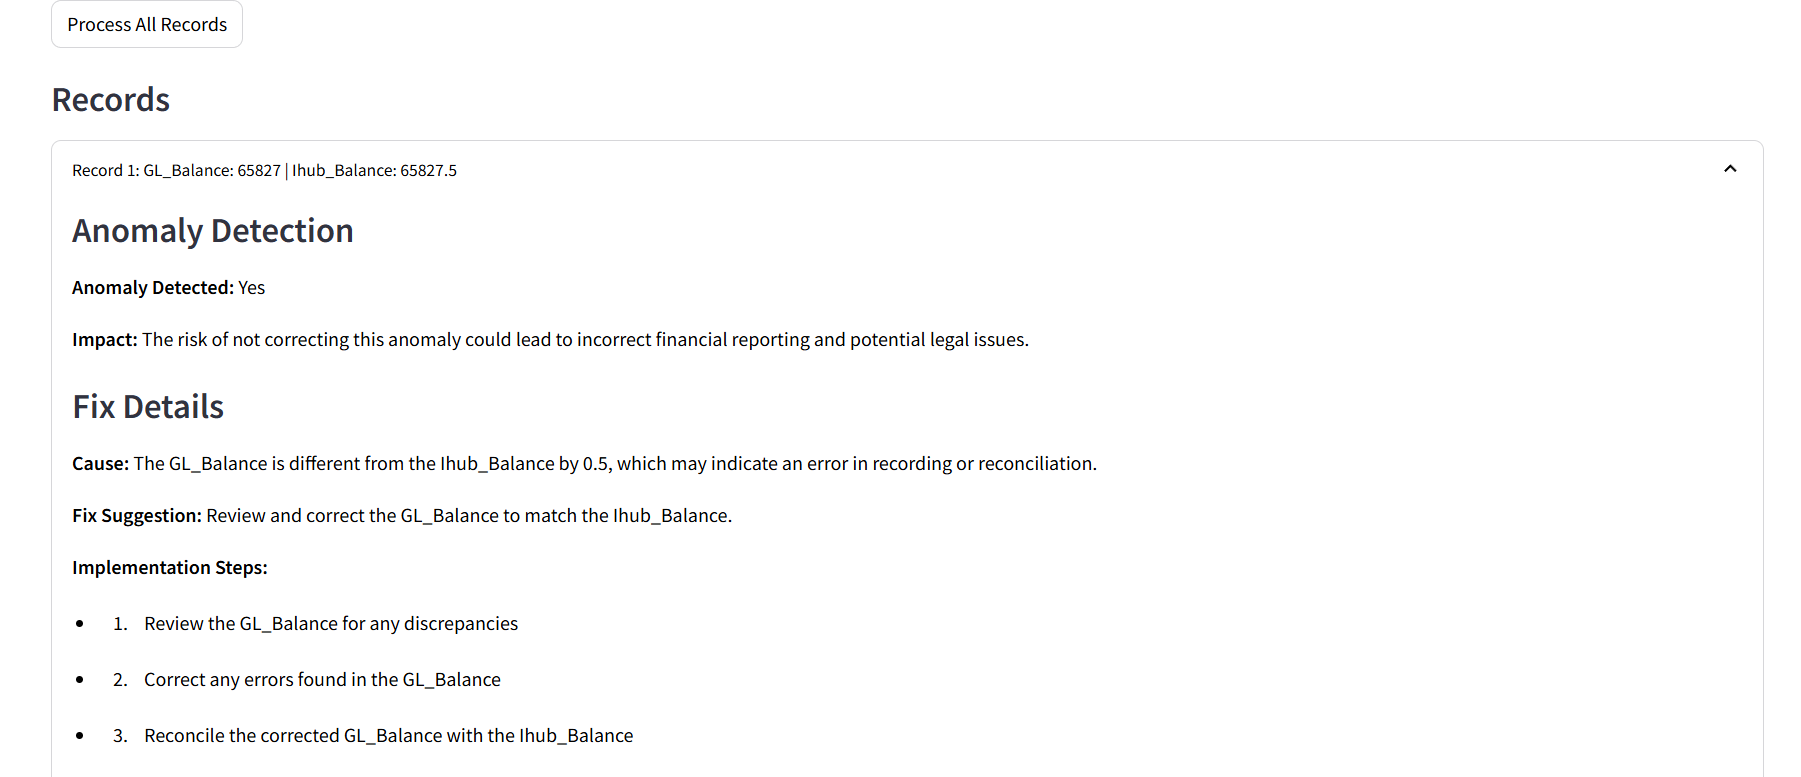 Process All Records
Records
Record 1: GL_Balance: 65827 | Ihub_Balance: 65827.5
Anomaly Detection
Anomaly Detected: Yes
Impact: The risk of not correcting this anomaly could lead to incorrect financial reporting and potential legal issues.
Fix Details
Cause: The GL_Balance is different from the Ihub_Balance by 0.5, which may indicate an error in recording or reconciliation.
Fix Suggestion: Review and correct the GL_Balance to match the Ihub_Balance.
Implementation Steps:
• 1. Review the GL_Balance for any discrepancies
• 2. Correct any errors found in the GL_Balance
• 3. Reconcile the corrected GL_Balance with the Ihub_Balance